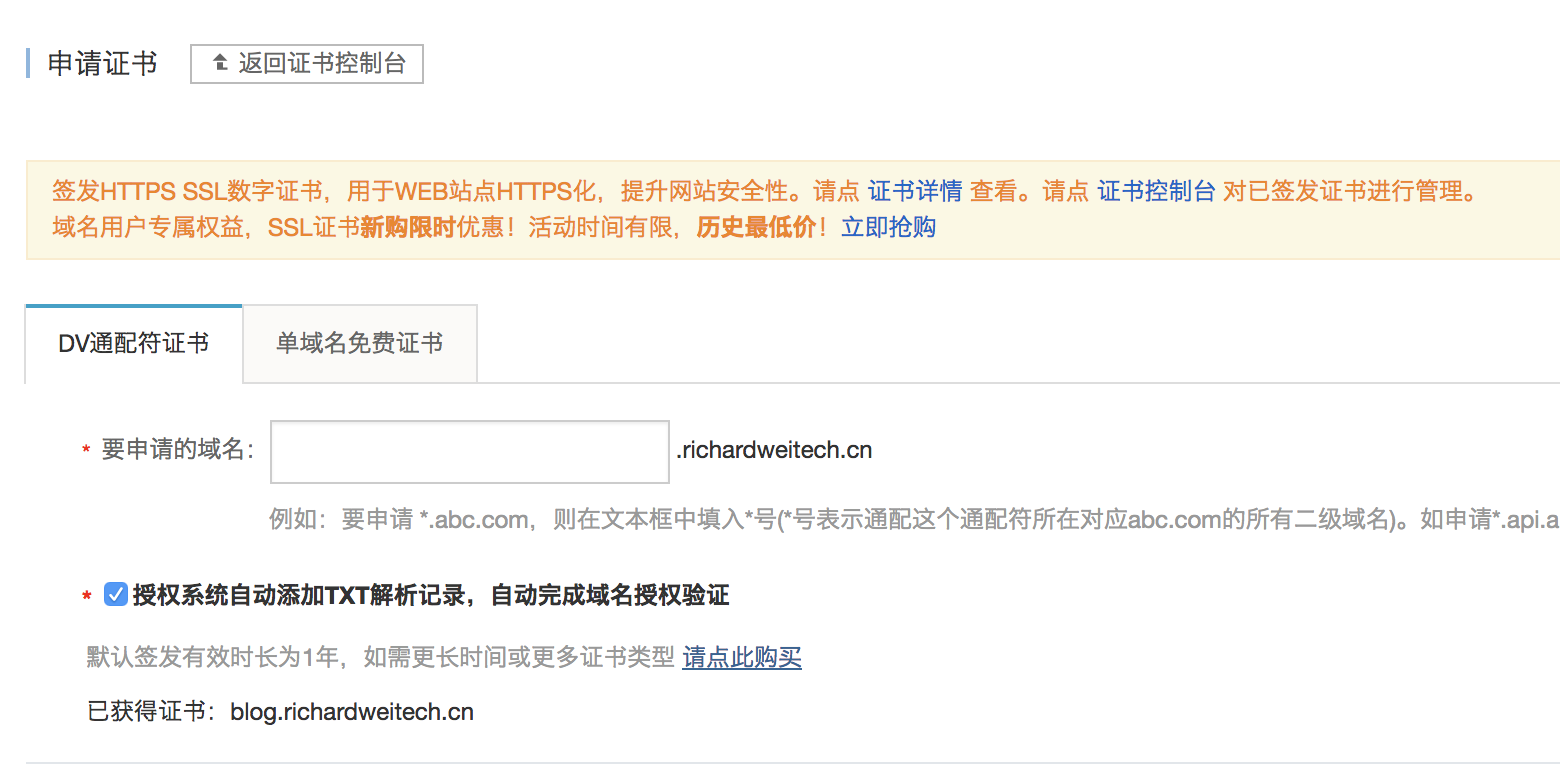 申请证书
返回证书控制台
签发HTTPS SSL数字证书，用于WEB站点HTTPS化，提升网站安全性。请点 证书详情 查看。请点 证书控制台 对已签发证书进行管理。
域名用户专属权益，SSL证书新购限时优惠！活动时间有限，历史最低价！立即抢购
DV通配符证书
单域名免费证书
* 要申请的域名： .richardweitech.cn
例如：要申请 *.abc.com，则在文本框中填入*号(*号表示通配这个通配符所在对应abc.com的所有二级域名)。如申请*.api.a
* 授权系统自动添加TXT解析记录，自动完成域名授权验证
默认签发有效时长为1年，如需更长时间或更多证书类型 请点此购买
已获得证书：blog.richardweitech.cn